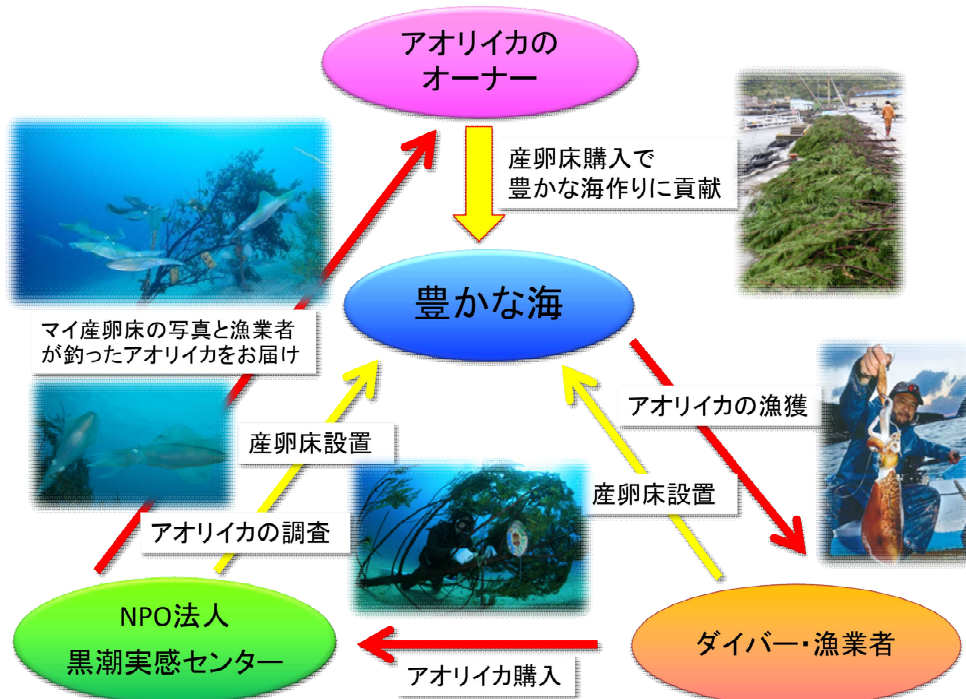 アオリイカの
オーナー
産卵床購入で
豊かな海作りに貢献
豊かな海
マイ産卵床の写真と漁業者
が釣ったアオリイカをお届け
アオリイカの漁獲
産卵床設置
産卵床設置
アオリイカの調査
NPO法人
黒潮実感センター
ダイバー・漁業者
アオリイカ購入